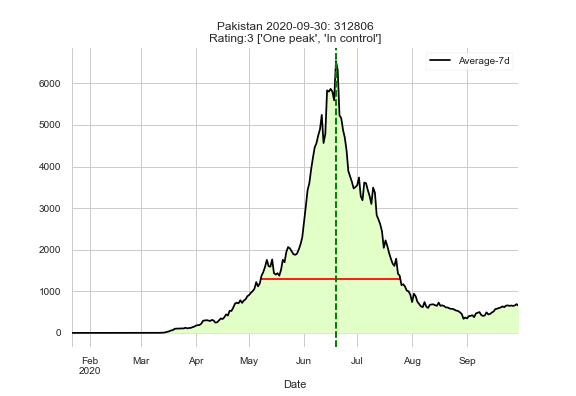 Pakistan 2020-09-30: 312806
Rating:3 ['One peak', 'In control']
Average-7d
6000
5000
4000
3000
2000
1000
0
Feb Mar Apr May Jun Jul Aug Sep
2020
Date